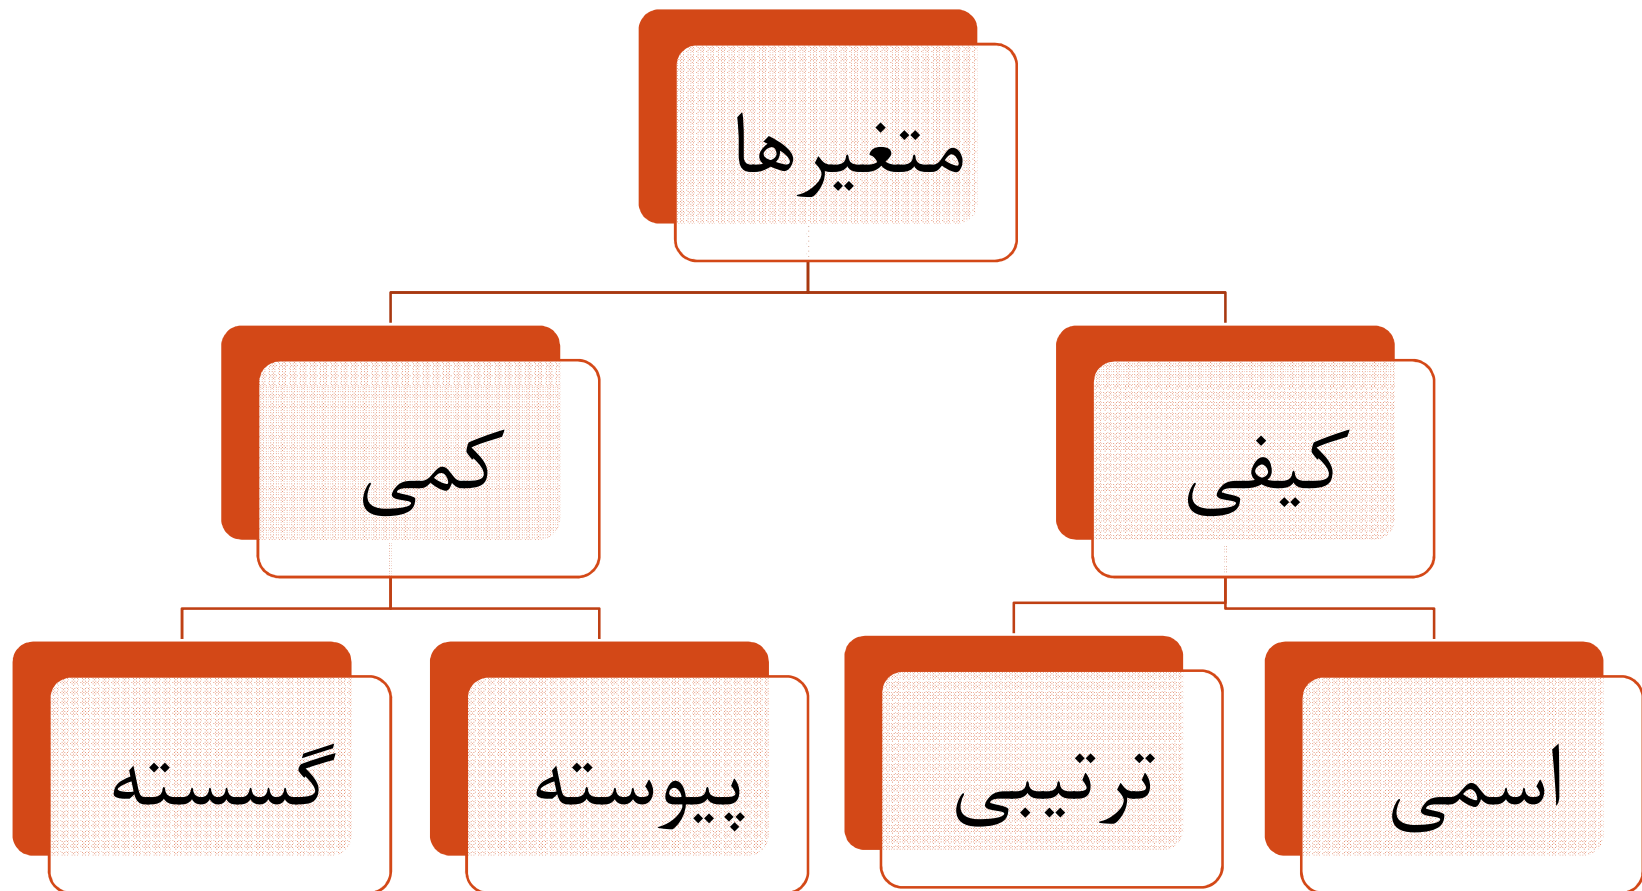 متغیرها
کیفی
کمی
اسمی
ترتیبی
پیوسته
گسسته